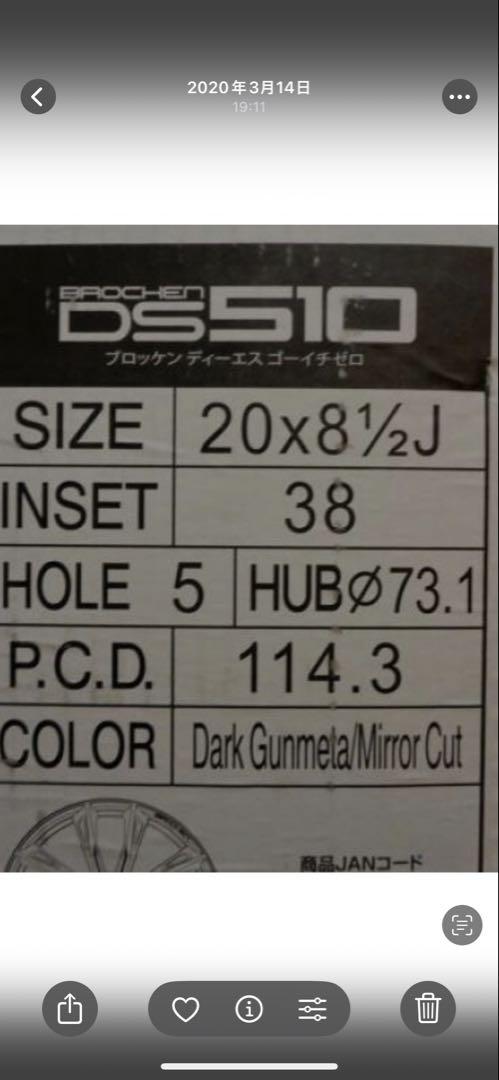 2020年3月14日
19:11
BROCHEN
DS510
ブロッケン ディーエス ゴーイチゼロ
SIZE 20x8½J
INSET 38
HOLE 5 HUBø73.1
P.C.D. 114.3
COLOR Dark Gunmeta/Mirror Cut
商品JANコード